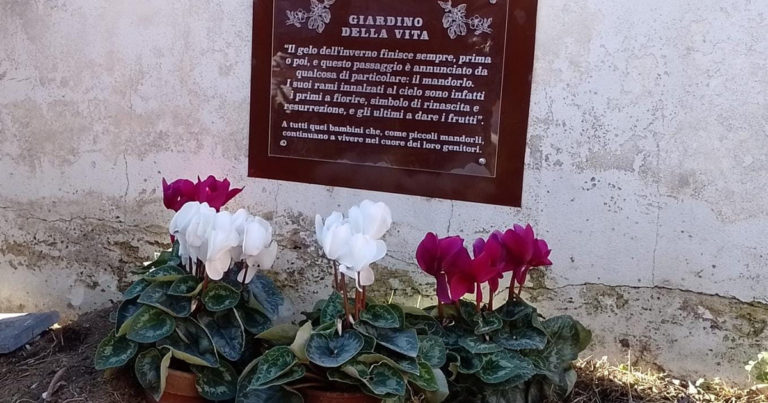 GIARDINO
DELLA VITA
"Il gelo dell'inverno finisce sempre, prima
o poi, e questo passaggio è annunciato da
qualcosa di particolare: il mandorlo.
I suoi rami innalzati al cielo sono infatti
i primi a fiorire, simbolo di rinascita e
resurrezione, e gli ultimi a dare i frutti".
A tutti quei bambini che, come piccoli mandorli,
continuano a vivere nel cuore dei loro genitori.